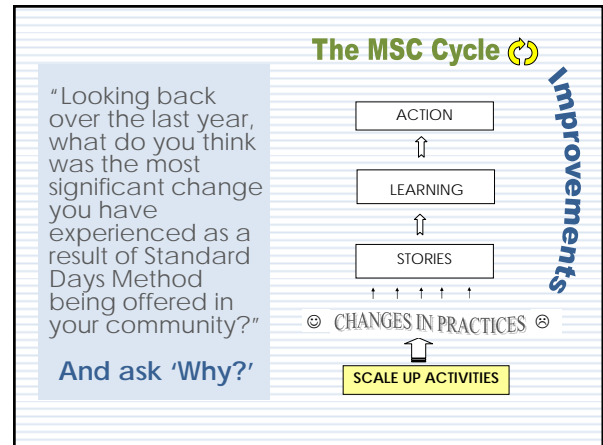 The MSC Cycle
“Looking back
over the last year,
what do you think
was the most
significant change
you have
experienced as a
result of Standard
Days Method
being offered in
your community?”
And ask ‘Why?’
Improvements
ACTION
LEARNING
STORIES
☺ CHANGES IN PRACTICES ☹
SCALE UP ACTIVITIES